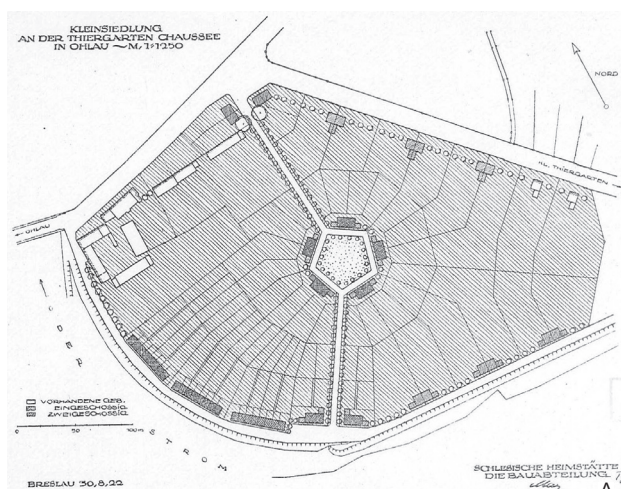 KLEINSIEDLUNG
AN DER THIERGARTEN CHAUSSEE
IN OHLAU ~ M, 1:1250
NORD
KL. THIERGARTEN
OHLAU
ODER
STROM
VORHANDENE GEB.
EINGESCHOSSIG.
ZWEIGESCHOSSIG.
0 50 100 m
BRESLAU 30,8,22
SCHLESISCHE HEIMSTÄTTE
DIE BAUABTEILUNG